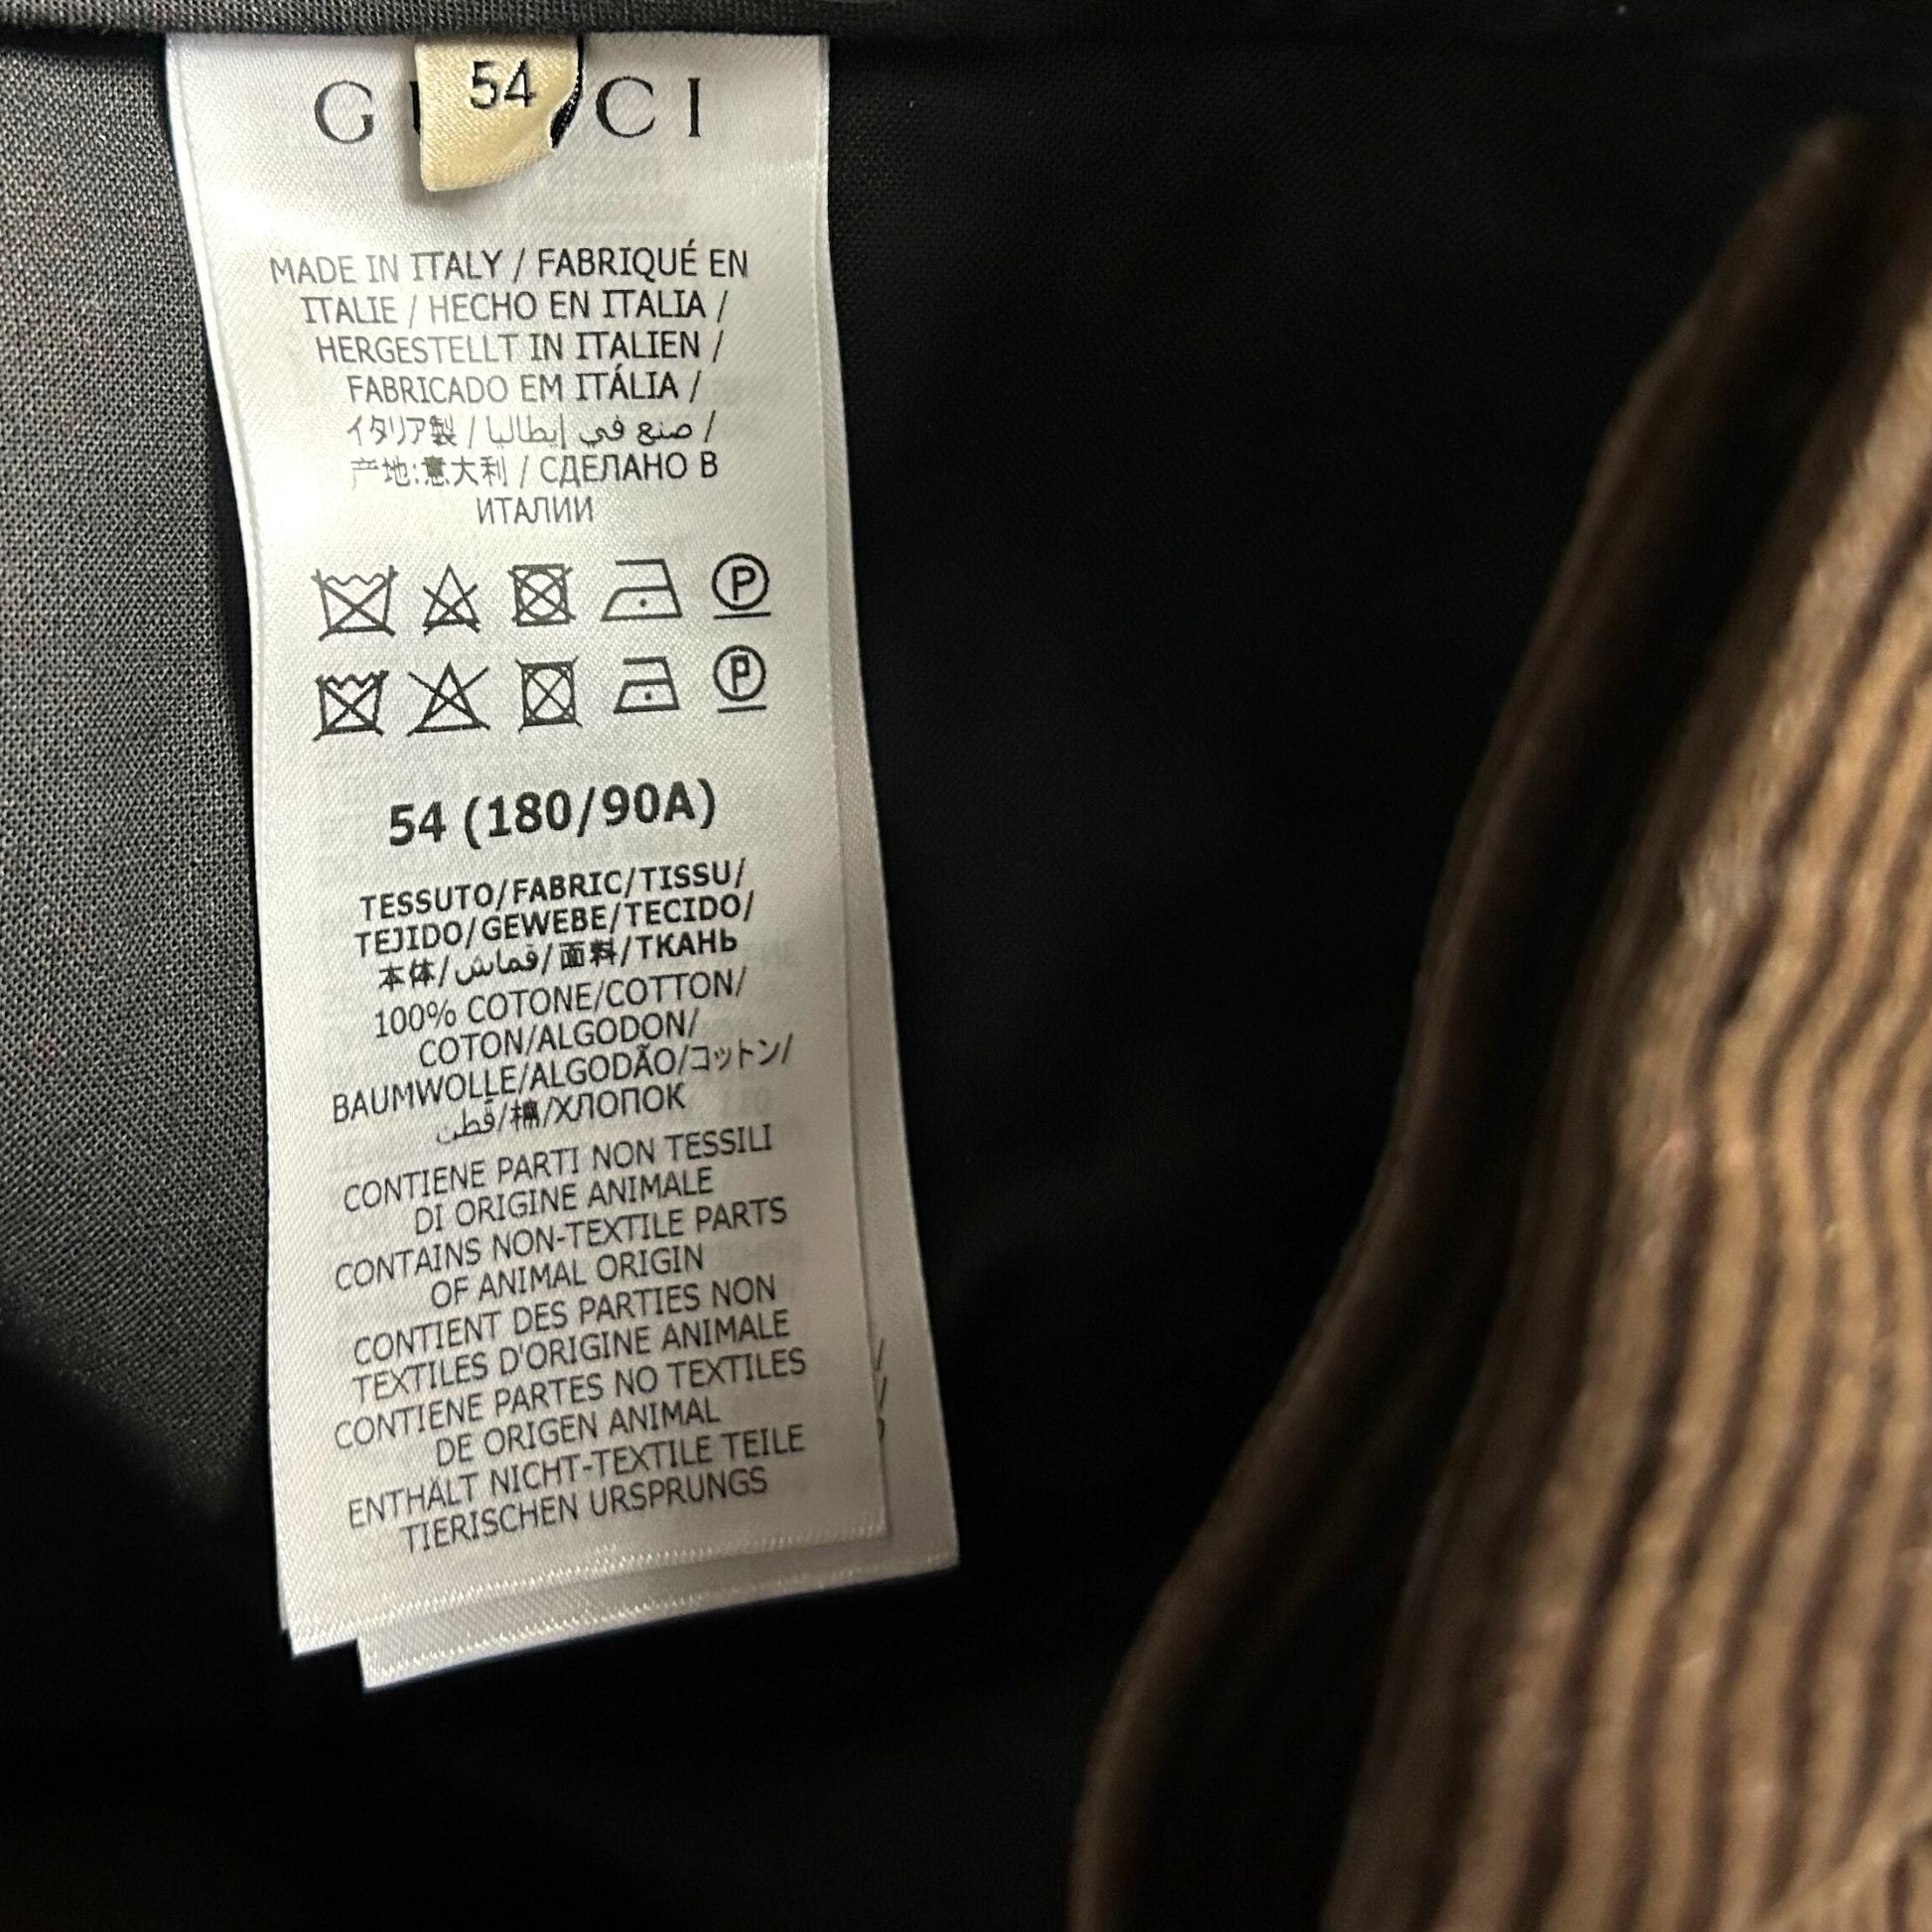 54
G CI
MADE IN ITALY / FABRIQUÉ EN
ITALIE / HECHO EN ITALIA /
HERGESTELLT IN ITALIEN /
FABRICADO EM ITÁLIA /
イタリア製 / صنع في إيطاليا /
产地:意大利 / СДЕЛАНО В
ИТАЛИИ
P
P
54 (180/90A)
TESSUTO/FABRIC/TISSU/
TEJIDO/GEWEBE/TECIDO/
本体/قماش/面料/ТКАНЬ
100% COTONE/COTTON/
COTON/ALGODON/
BAUMWOLLE/ALGODÃO/コットン/
قطن/棉/ХЛОПОК
CONTIENE PARTI NON TESSILI
DI ORIGINE ANIMALE
CONTAINS NON-TEXTILE PARTS
OF ANIMAL ORIGIN
CONTIENT DES PARTIES NON
TEXTILES D'ORIGINE ANIMALE
CONTIENE PARTES NO TEXTILES
DE ORIGEN ANIMAL
ENTHÄLT NICHT-TEXTILE TEILE
TIERISCHEN URSPRUNGS